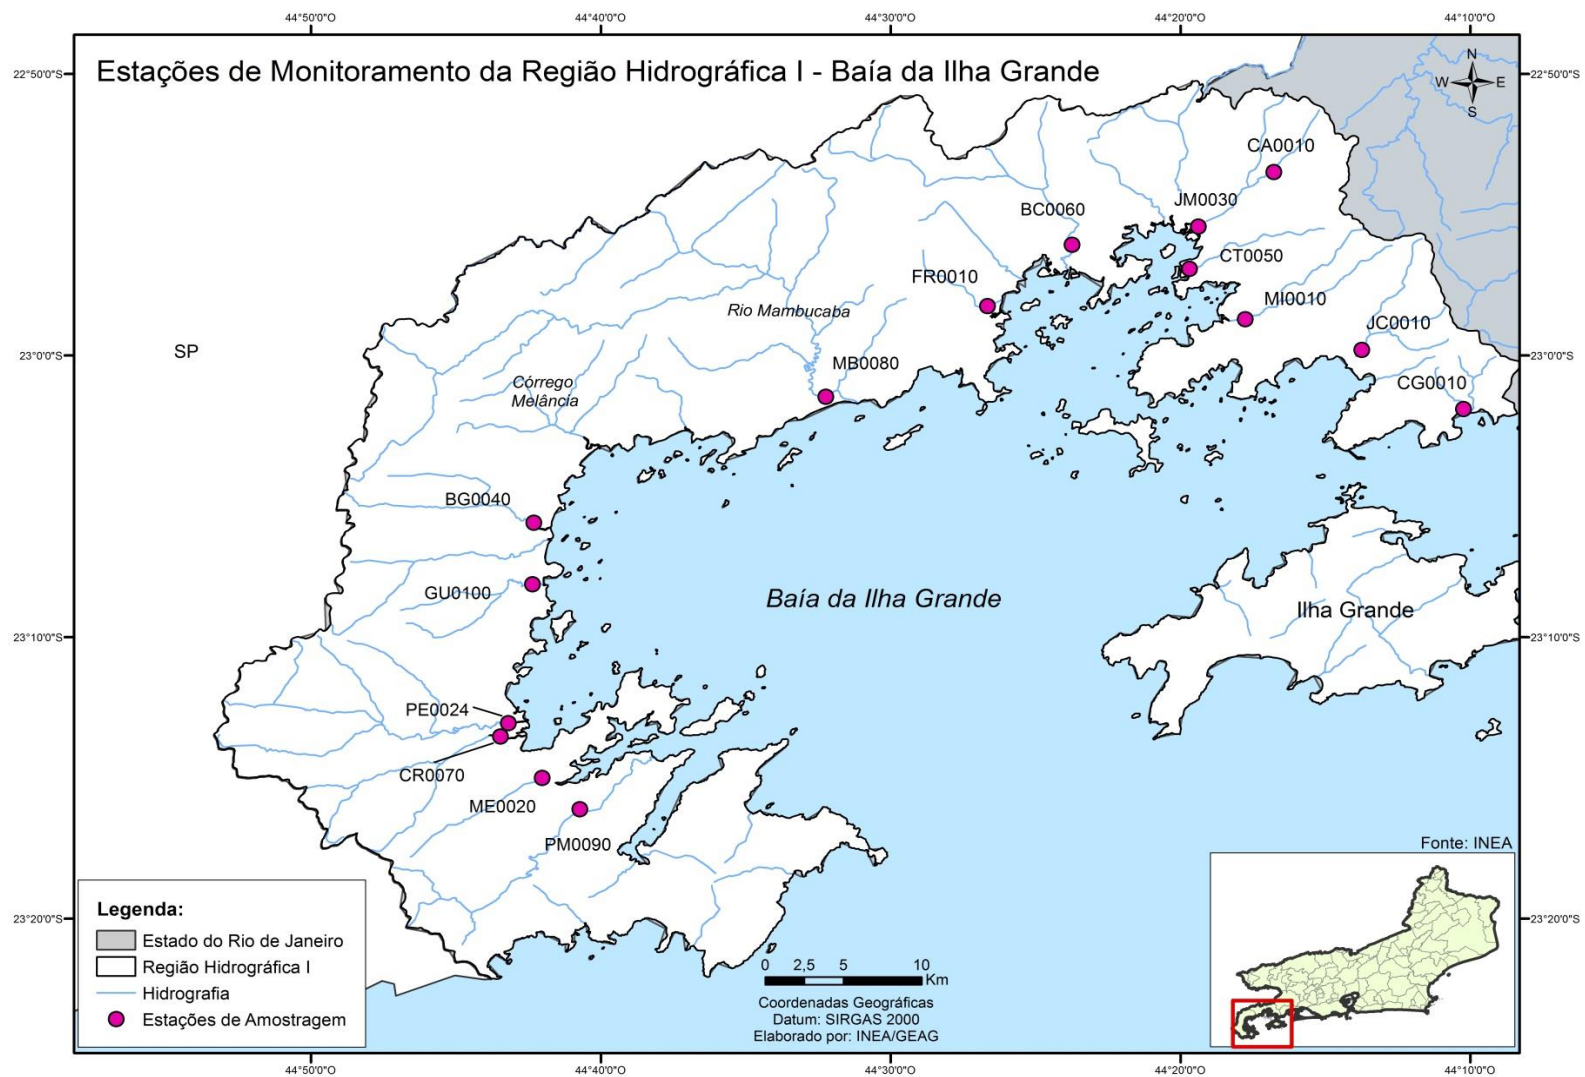 44°50'0"O
44°40'0"O
44°30'0"O
44°20'0"O
44°10'0"O
22°50'0"S
22°50'0"S
Estações de Monitoramento da Região Hidrográfica I - Baía da Ilha Grande
N
W
E
S
CA0010
JM0030
BC0060
CT0050
FR0010
MI0010
Rio Mambucaba
JC0010
SP
23°0'0"S
23°0'0"S
MB0080
CG0010
Córrego
Melância
BG0040
GU0100
Baía da Ilha Grande
Ilha Grande
23°10'0"S
23°10'0"S
PE0024
CR0070
ME0020
PM0090
Fonte: INEA
Legenda:
Estado do Rio de Janeiro
Região Hidrográfica I
Hidrografia
Estações de Amostragem
23°20'0"S
23°20'0"S
0 2,5 5 10
Km
Coordenadas Geográficas
Datum: SIRGAS 2000
Elaborado por: INEA/GEAG
44°50'0"O
44°40'0"O
44°30'0"O
44°20'0"O
44°10'0"O